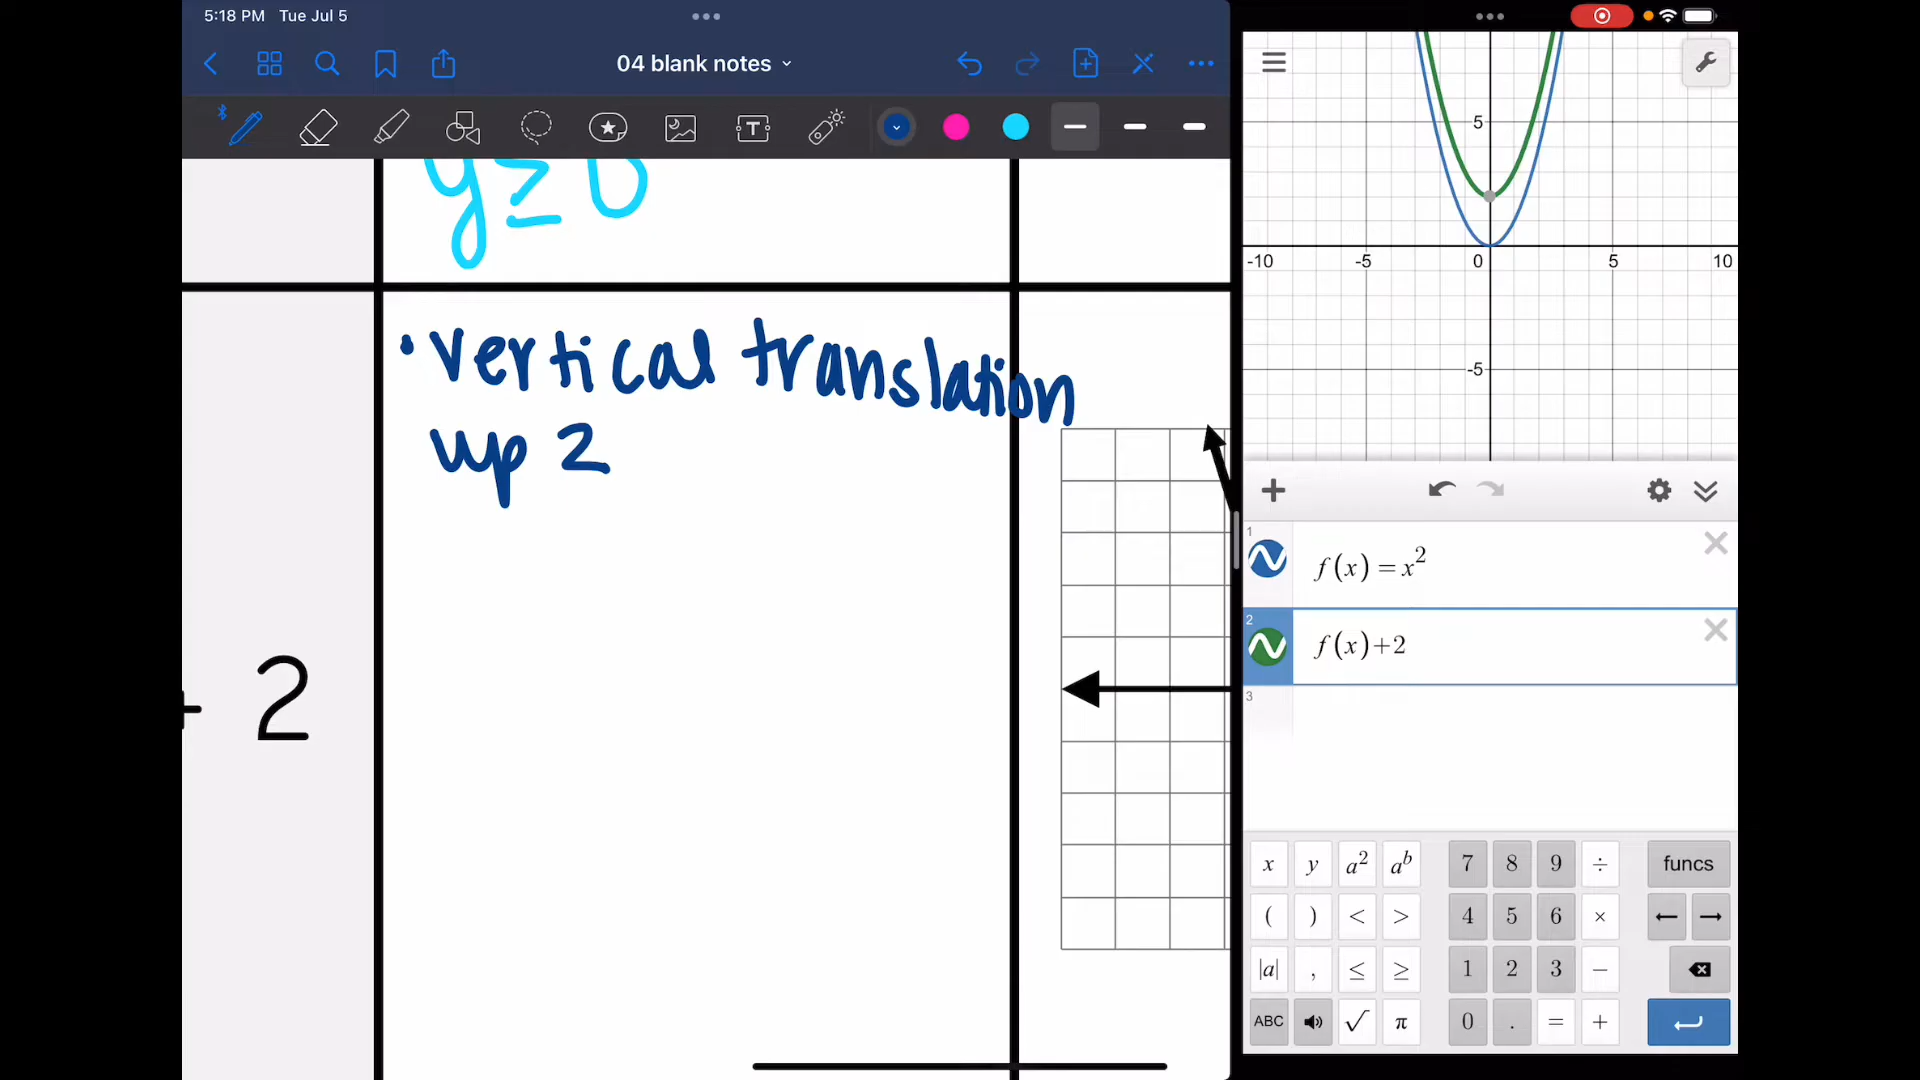 5:18 PM Tue Jul 5
04 blank notes
T
y ≥ 0
• vertical translation
up 2
+ 2
5
-10 -5 0 5 10
-5
1
f(x) = x²
2
f(x)+2
3
x y a² aᵇ 7 8 9 ÷ funcs
( ) < > 4 5 6 × ← →
|a| , ≤ ≥ 1 2 3 −
ABC √ π 0 . = +